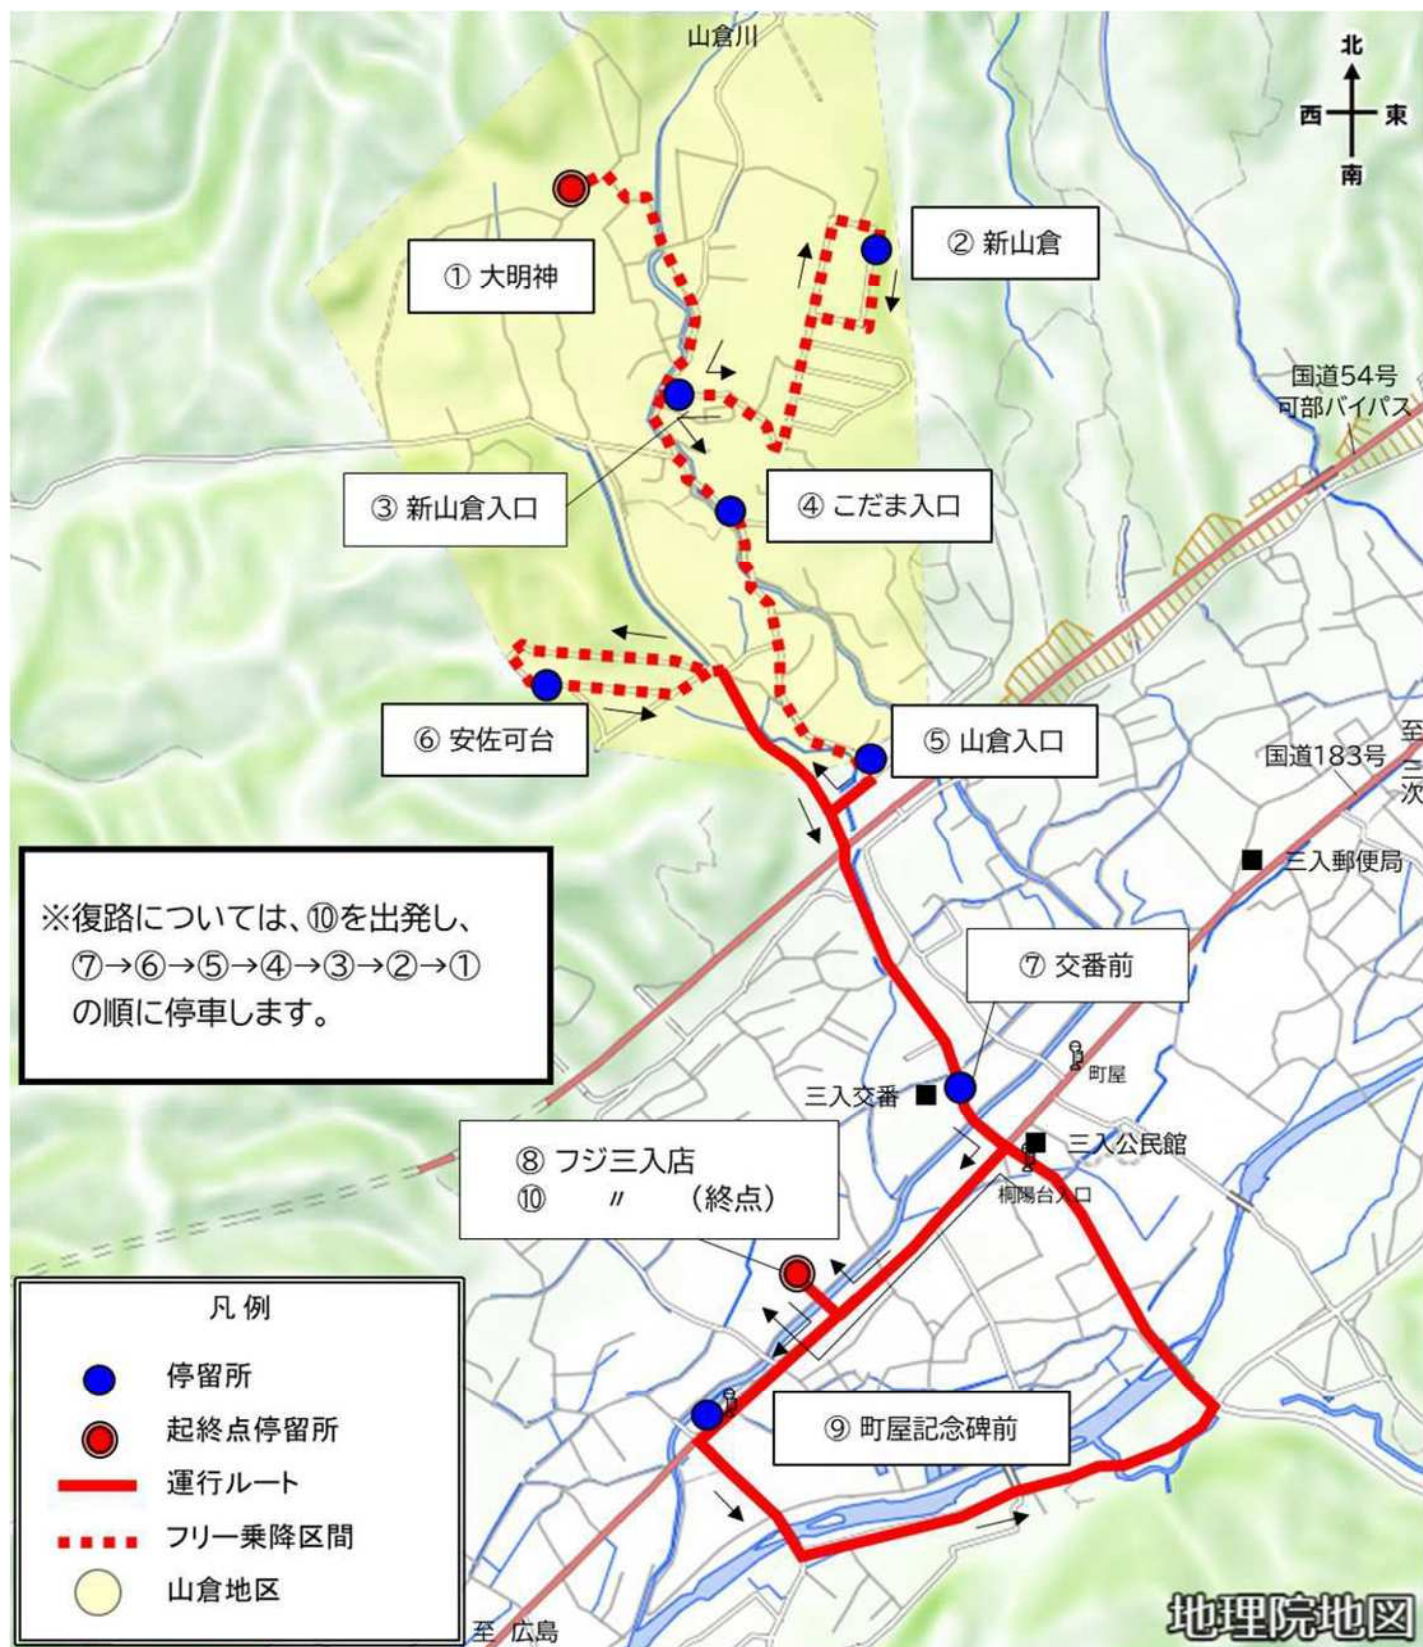 山倉川
北
西 東
南
② 新山倉
① 大明神
国道54号
可部バイパス
③ 新山倉入口
④ こだま入口
⑥ 安佐可台
⑤ 山倉入口
国道183号
至
三
次
三入郵便局
※復路については、⑩を出発し、
⑦→⑥→⑤→④→③→②→①
の順に停車します。
⑦ 交番前
町屋
三入交番
三入公民館
桐陽台入口
⑧ フジ三入店
⑩ 〃 (終点)
⑨ 町屋記念碑前
凡例
停留所
起終点停留所
運行ルート
フリー乗降区間
山倉地区
至 広島
地理院地図